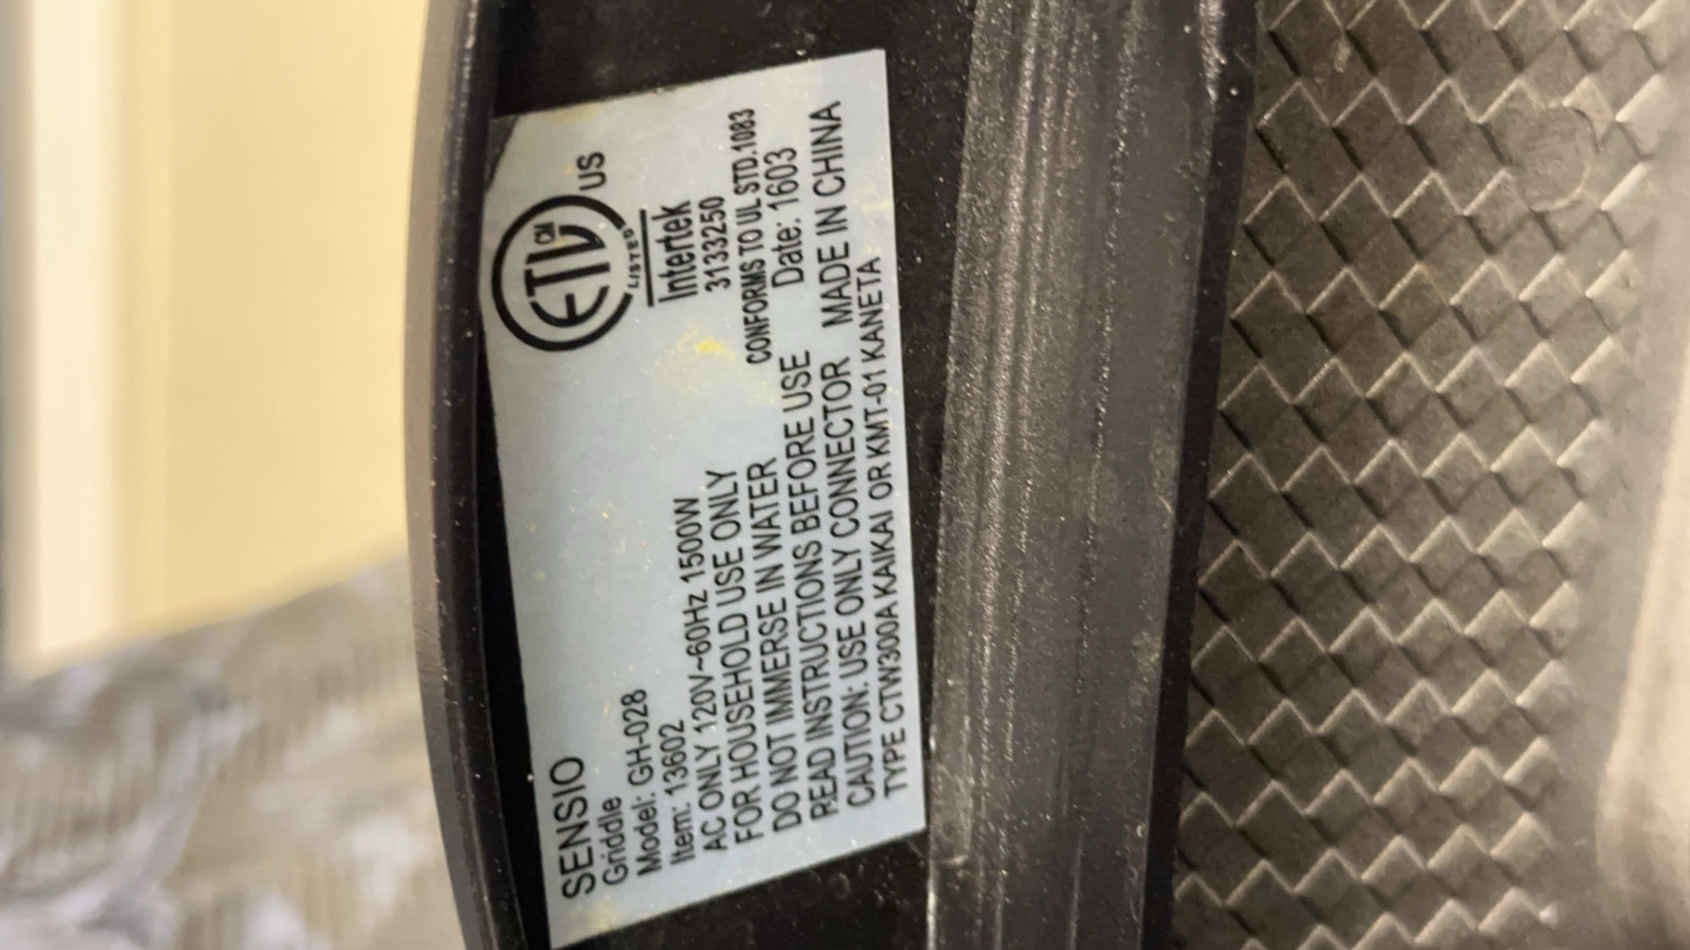 SENSIO
Griddle
Model: GH-028
Item: 13602
AC ONLY 120V~60Hz 1500W
FOR HOUSEHOLD USE ONLY
DO NOT IMMERSE IN WATER
READ INSTRUCTIONS BEFORE USE
CAUTION: USE ONLY CONNECTOR
TYPE CTW300A KAIKAI OR KMT-01 KANETA
ETL CM
US
LISTED
Intertek
3133250
CONFORMS TO UL STD.1083
Date: 1603
MADE IN CHINA